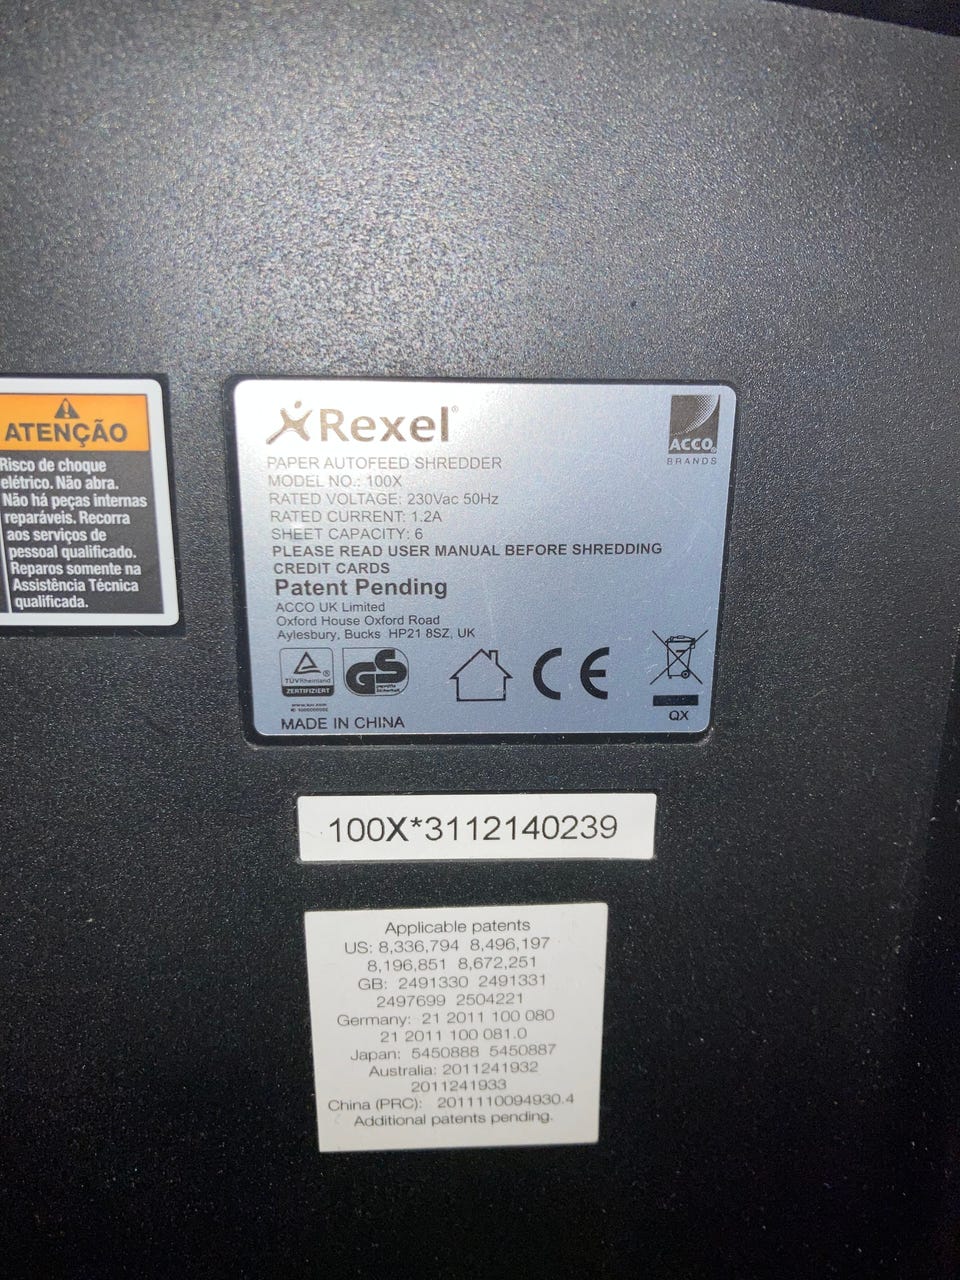 ATENÇÃO
Risco de choque
elétrico. Não abra.
Não há peças internas
reparáveis. Recorra
aos serviços de
pessoal qualificado.
Reparos somente na
Assistência Técnica
qualificada.
Rexel®
ACCO®
BRANDS
PAPER AUTOFEED SHREDDER
MODEL NO.: 100X
RATED VOLTAGE: 230Vac 50Hz
RATED CURRENT: 1.2A
SHEET CAPACITY: 6
PLEASE READ USER MANUAL BEFORE SHREDDING
CREDIT CARDS
Patent Pending
ACCO UK Limited
Oxford House Oxford Road
Aylesbury, Bucks HP21 8SZ, UK
TÜVRheinland®
ZERTIFIZIERT
GS
geprüfte
Sicherheit
CE
QX
MADE IN CHINA
100X*3112140239
Applicable patents
US: 8,336,794 8,496,197
8,196,851 8,672,251
GB: 2491330 2491331
2497699 2504221
Germany: 21 2011 100 080
21 2011 100 081.0
Japan: 5450888 5450887
Australia: 2011241932
2011241933
China (PRC): 2011110094930.4
Additional patents pending.